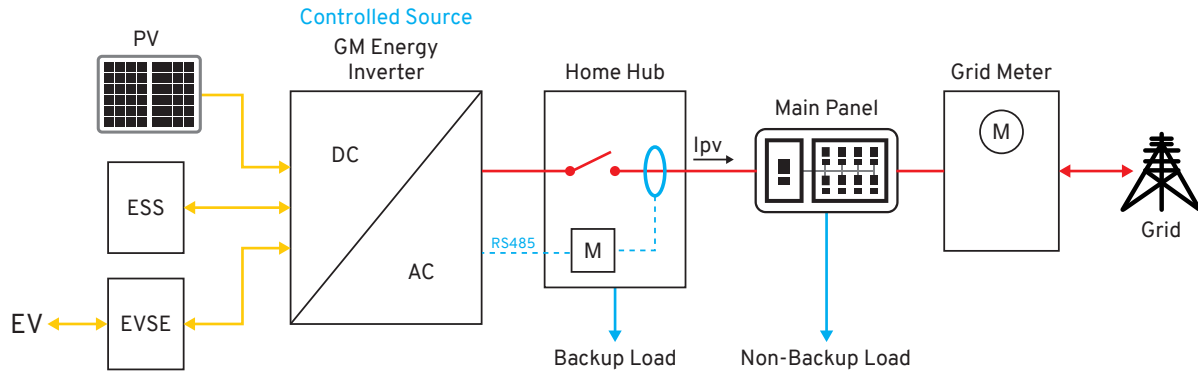 Controlled Source
PV
GM Energy
Inverter
Home Hub
Grid Meter
Main Panel
M
Ipv
DC
ESS
RS485
M
AC
Grid
EV
EVSE
Backup Load
Non-Backup Load